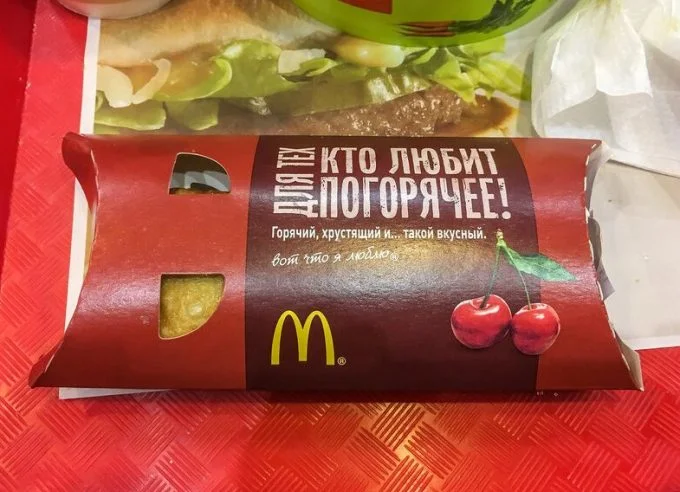 ДЛЯ ТЕХ
КТО ЛЮБИТ
ПОГОРЯЧЕЕ!
Горячий, хрустящий и... такой вкусный.
вот что я люблю®
M®